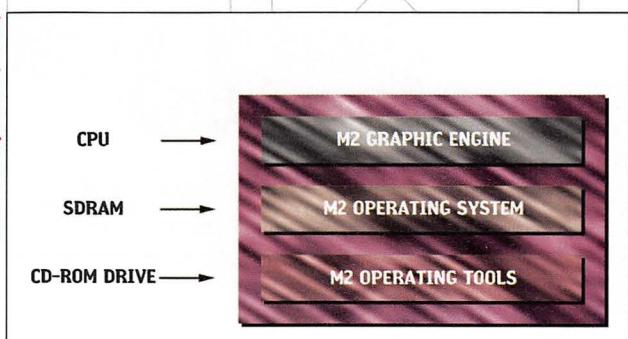 CPU
M2 GRAPHIC ENGINE
SDRAM
M2 OPERATING SYSTEM
CD-ROM DRIVE
M2 OPERATING TOOLS